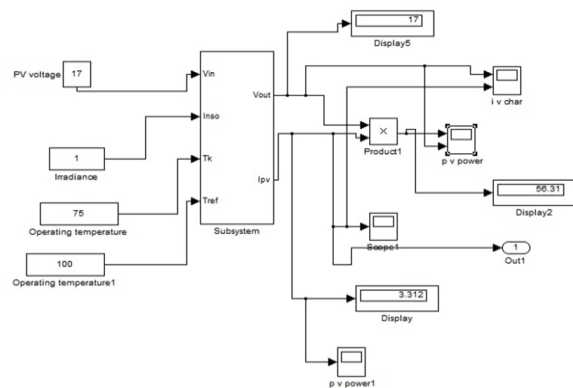 17
Display5
PV voltage
17
Vin
Vout
i v char
Inso
1
Irradiance
×
Product1
p v power
Tk
Ipv
75
Operating temperature
56.31
Display2
Tref
Subsystem
Scope1
1
Out1
100
Operating temperature1
3.312
Display
p v power1